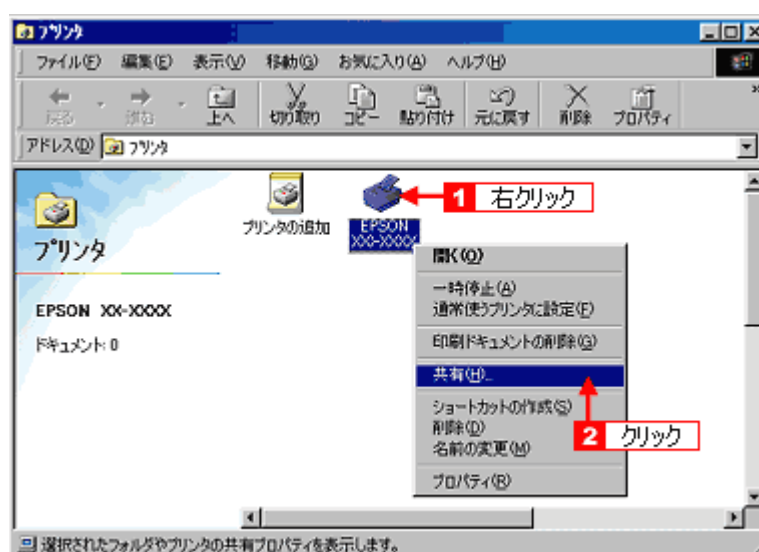 プリンタ
ファイル(F) 編集(E) 表示(V) 移動(G) お気に入り(A) ヘルプ(H)
戻る 進む 上へ 切り取り コピー 貼り付け 元に戻す 削除 プロパティ »
アドレス(D) プリンタ
プリンタの追加
EPSON
XX-XXXX
1 右クリック
プリンタ
EPSON XX-XXXX
ドキュメント: 0
開く(O)
一時停止(A)
通常使うプリンタに設定(F)
印刷ドキュメントの削除(G)
共有(H)...
ショートカットの作成(S)
削除(D)
名前の変更(M)
プロパティ(R)
2 クリック
選択されたフォルダやプリンタの共有プロパティを表示します。